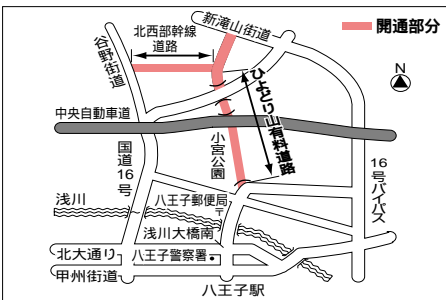 新滝山街道
開通部分
北西部幹線
道路
谷野街道
N
ひよどり山有料道路
中央自動車道
小宮公園
国道16号
16号バイパス
浅川
八王子郵便局
〒
浅川大橋南
北大通り
八王子警察署
甲州街道
八王子駅